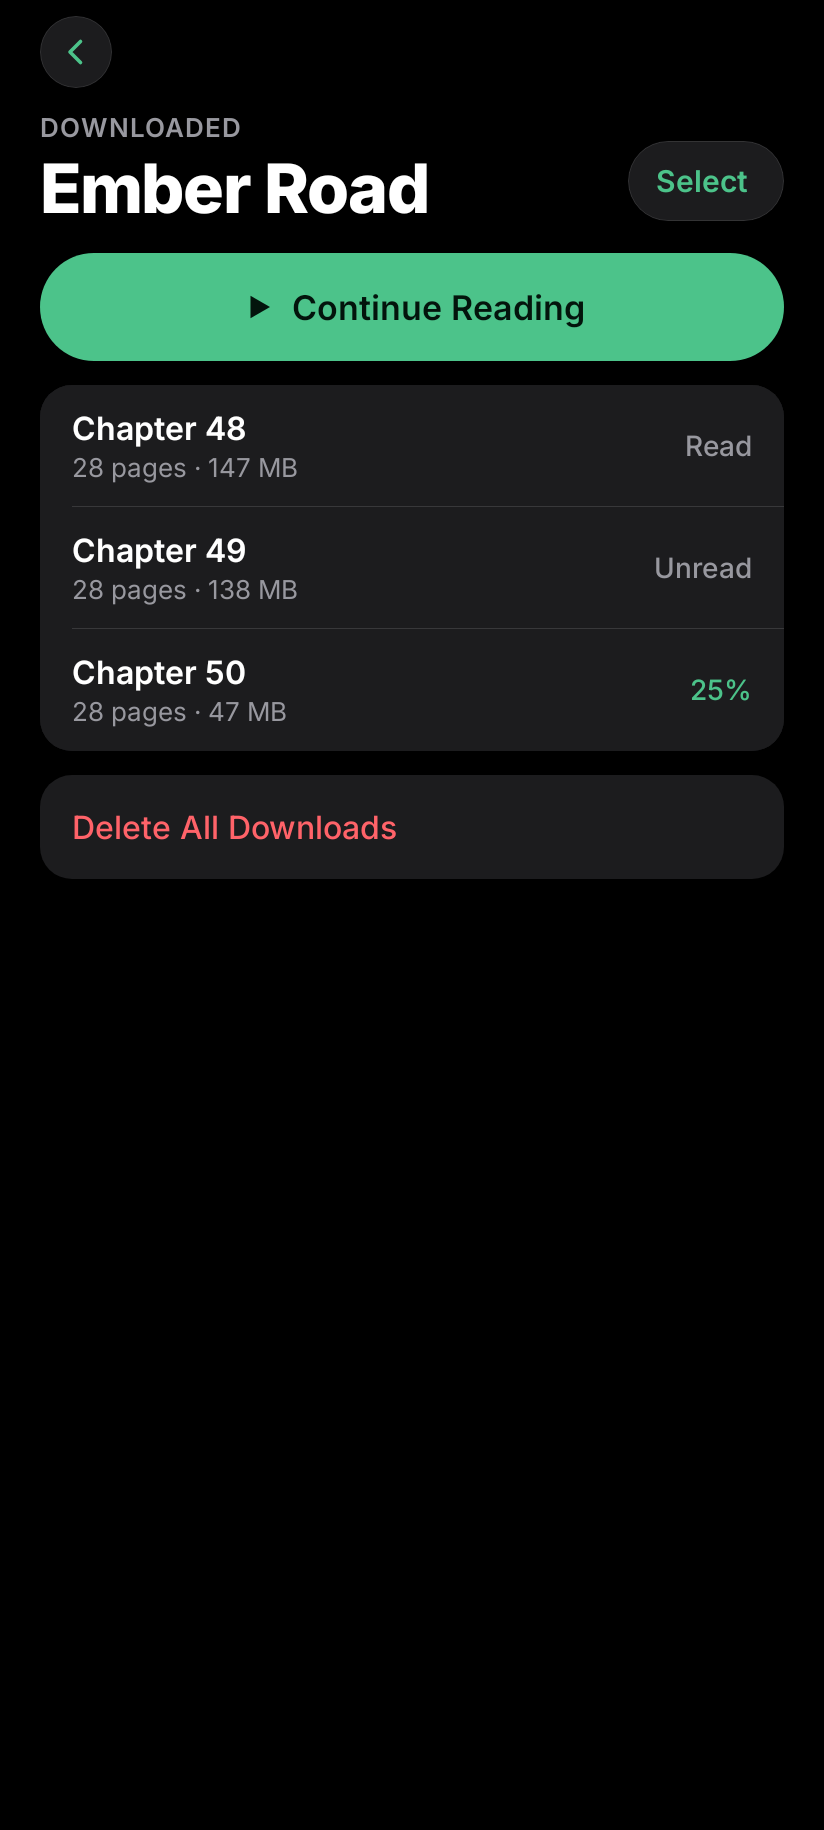 DOWNLOADED
Ember Road
Select
Continue Reading
Chapter 48
28 pages · 147 MB
Read
Chapter 49
28 pages · 138 MB
Unread
Chapter 50
28 pages · 47 MB
25%
Delete All Downloads